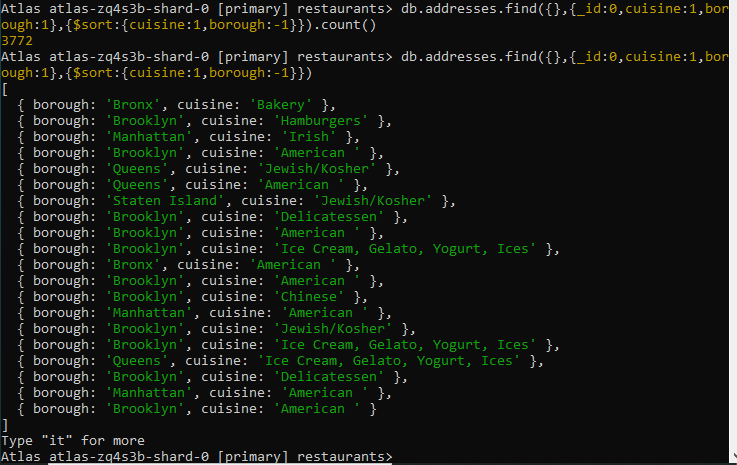 Atlas atlas-zq4s3b-shard-0 [primary] restaurants> db.addresses.find({},{_id:0,cuisine:1,bor
ough:1},{$sort:{cuisine:1,borough:-1}}).count()
3772
Atlas atlas-zq4s3b-shard-0 [primary] restaurants> db.addresses.find({},{_id:0,cuisine:1,bor
ough:1},{$sort:{cuisine:1,borough:-1}})
[
  { borough: 'Bronx', cuisine: 'Bakery' },
  { borough: 'Brooklyn', cuisine: 'Hamburgers' },
  { borough: 'Manhattan', cuisine: 'Irish' },
  { borough: 'Brooklyn', cuisine: 'American ' },
  { borough: 'Queens', cuisine: 'Jewish/Kosher' },
  { borough: 'Queens', cuisine: 'American ' },
  { borough: 'Staten Island', cuisine: 'Jewish/Kosher' },
  { borough: 'Brooklyn', cuisine: 'Delicatessen' },
  { borough: 'Brooklyn', cuisine: 'American ' },
  { borough: 'Brooklyn', cuisine: 'Ice Cream, Gelato, Yogurt, Ices' },
  { borough: 'Bronx', cuisine: 'American ' },
  { borough: 'Brooklyn', cuisine: 'American ' },
  { borough: 'Brooklyn', cuisine: 'Chinese' },
  { borough: 'Manhattan', cuisine: 'American ' },
  { borough: 'Brooklyn', cuisine: 'Jewish/Kosher' },
  { borough: 'Brooklyn', cuisine: 'Ice Cream, Gelato, Yogurt, Ices' },
  { borough: 'Queens', cuisine: 'Ice Cream, Gelato, Yogurt, Ices' },
  { borough: 'Brooklyn', cuisine: 'Delicatessen' },
  { borough: 'Manhattan', cuisine: 'American ' },
  { borough: 'Brooklyn', cuisine: 'American ' }
]
Type "it" for more
Atlas atlas-zq4s3b-shard-0 [primary] restaurants>